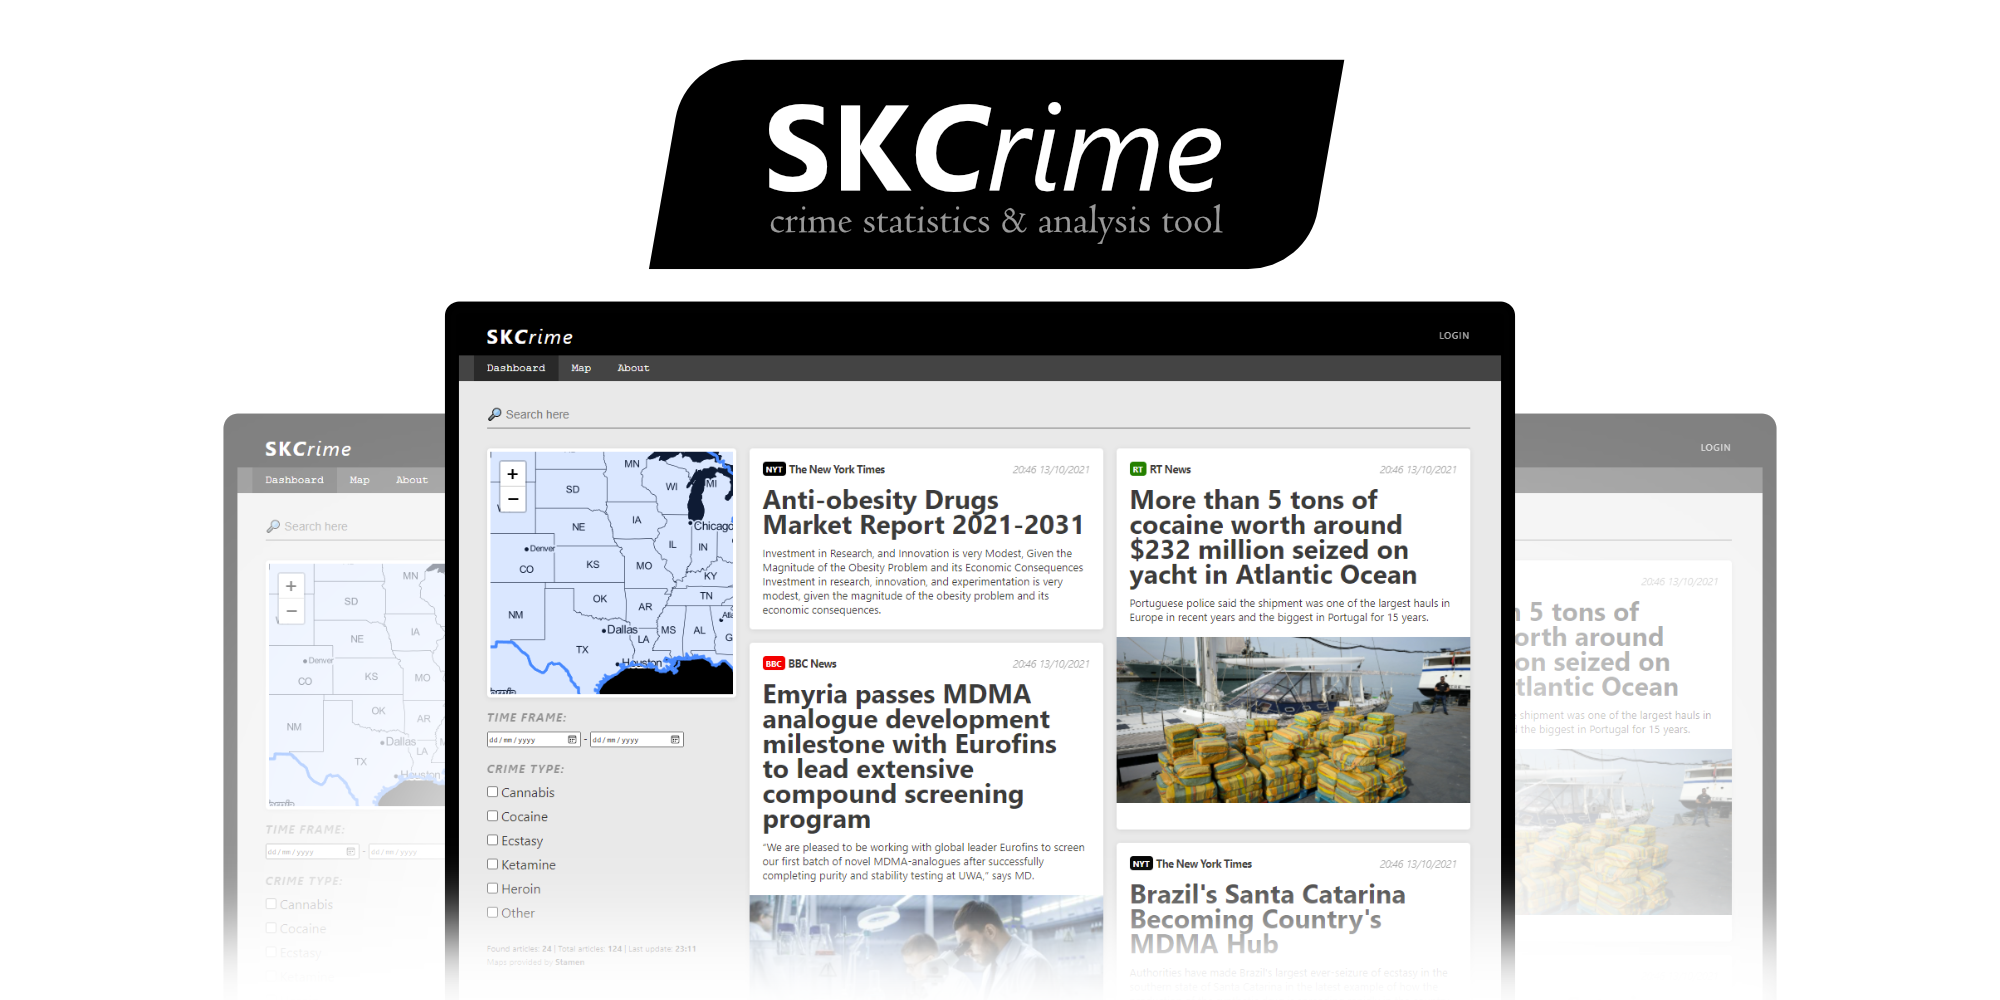 SKCrime
crime statistics & analysis tool
SKCrime
LOGIN
Dashboard Map About
Search here
+
−
MN
SD
WI
MI
IA
Chicago
NE
IL
IN
Denver
CO
KS
MO
KY
OK
AR
TN
NM
Dallas
MS
AL
LA
TX
Houston
TIME FRAME:
dd/mm/yyyy - dd/mm/yyyy
CRIME TYPE:
Cannabis
Cocaine
Ecstasy
Ketamine
Heroin
Other
Found articles: 24 | Total articles: 124 | Last update: 23:11
Maps provided by Stamen
NYT The New York Times 20:46 13/10/2021
Anti-obesity Drugs
Market Report 2021-2031
Investment in Research, and Innovation is very Modest, Given the
Magnitude of the Obesity Problem and its Economic Consequences
Investment in research, innovation, and experimentation is very
modest, given the magnitude of the obesity problem and its
economic consequences.
BBC BBC News 20:46 13/10/2021
Emyria passes MDMA
analogue development
milestone with Eurofins
to lead extensive
compound screening
program
"We are pleased to be working with global leader Eurofins to screen
our first batch of novel MDMA-analogues after successfully
completing purity and stability testing at UWA," says MD.
RT RT News 20:46 13/10/2021
More than 5 tons of
cocaine worth around
$232 million seized on
yacht in Atlantic Ocean
Portuguese police said the shipment was one of the largest hauls in
Europe in recent years and the biggest in Portugal for 15 years.
NYT The New York Times 20:46 13/10/2021
Brazil's Santa Catarina
Becoming Country's
MDMA Hub
Authorities have made Brazil's largest ever-seizure of ecstasy in the
SKCrime
Dashboard Map About
Search here
+
−
MN
SD
IA
NE
Denver
CO
KS
MO
OK
AR
NM
Dallas
LA
TX
Houston
TIME FRAME:
dd/mm/yyyy - dd/mm/yyyy
CRIME TYPE:
Cannabis
Cocaine
Ecstasy
LOGIN
20:46 13/10/2021
5 tons of
orth around
on seized on
tlantic Ocean
shipment was one of the largest hauls in
the biggest in Portugal for 15 years.